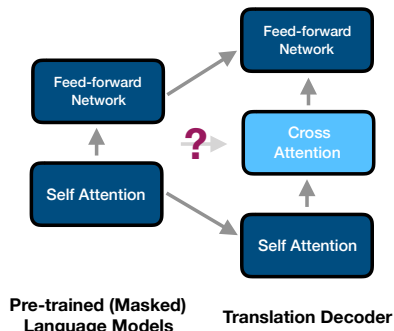 Feed-forward
Network
Feed-forward
Network
?
Cross
Attention
Self Attention
Self Attention
Pre-trained (Masked)
Language Models
Translation Decoder